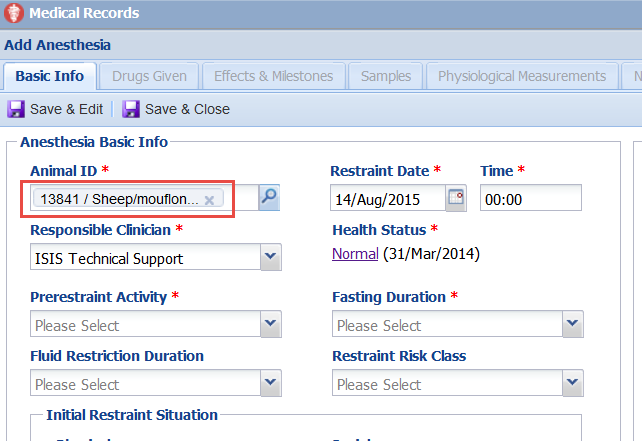 Medical Records
Add Anesthesia
Basic Info Drugs Given Effects & Milestones Samples Physiological Measurements N
Save & Edit Save & Close
Anesthesia Basic Info
Animal ID * Restraint Date * Time *
13841 / Sheep/mouflon... 14/Aug/2015 00:00
Responsible Clinician * Health Status *
ISIS Technical Support Normal (31/Mar/2014)
Prerestraint Activity * Fasting Duration *
Please Select Please Select
Fluid Restriction Duration Restraint Risk Class
Please Select Please Select
Initial Restraint Situation